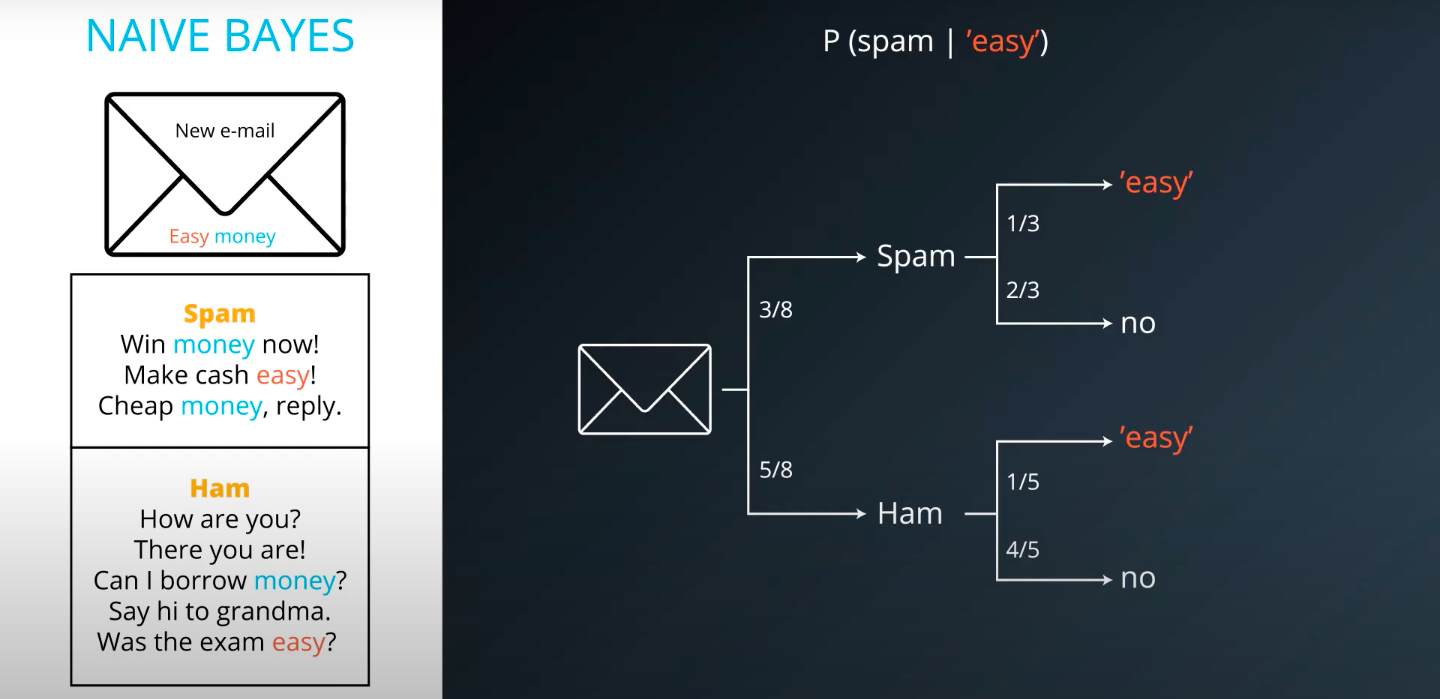 NAIVE BAYES
New e-mail
Easy money
Spam
Win money now!
Make cash easy!
Cheap money, reply.
Ham
How are you?
There you are!
Can I borrow money?
Say hi to grandma.
Was the exam easy?
P (spam | ’easy’)
’easy’
1/3
Spam
2/3
3/8
no
’easy’
5/8
1/5
Ham
4/5
no